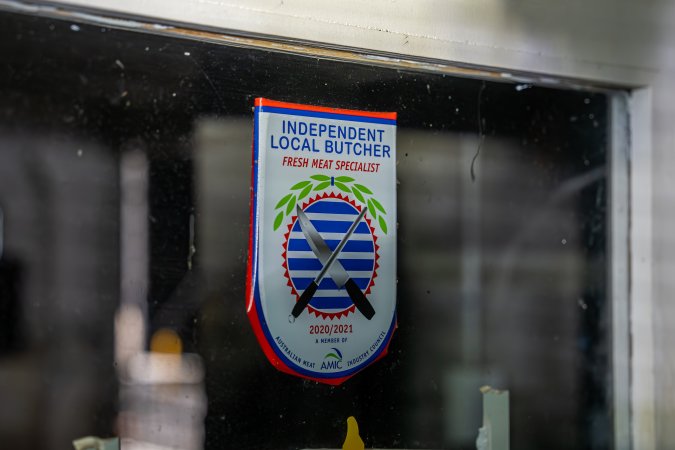 INDEPENDENT
LOCAL BUTCHER
FRESH MEAT SPECIALIST
2020/2021
A MEMBER OF
AMIC
AUSTRALIAN MEAT INDUSTRY COUNCIL